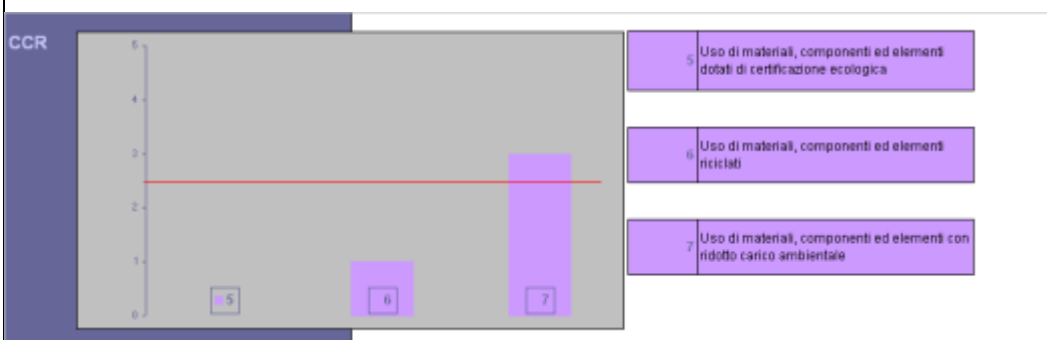 CCR
5
4
3
2
1
0
5
6
7
5
Uso di materiali, componenti ed elementi
dotati di certificazione ecologica
6
Uso di materiali, componenti ed elementi
riciclati
7
Uso di materiali, componenti ed elementi con
ridotto carico ambientale